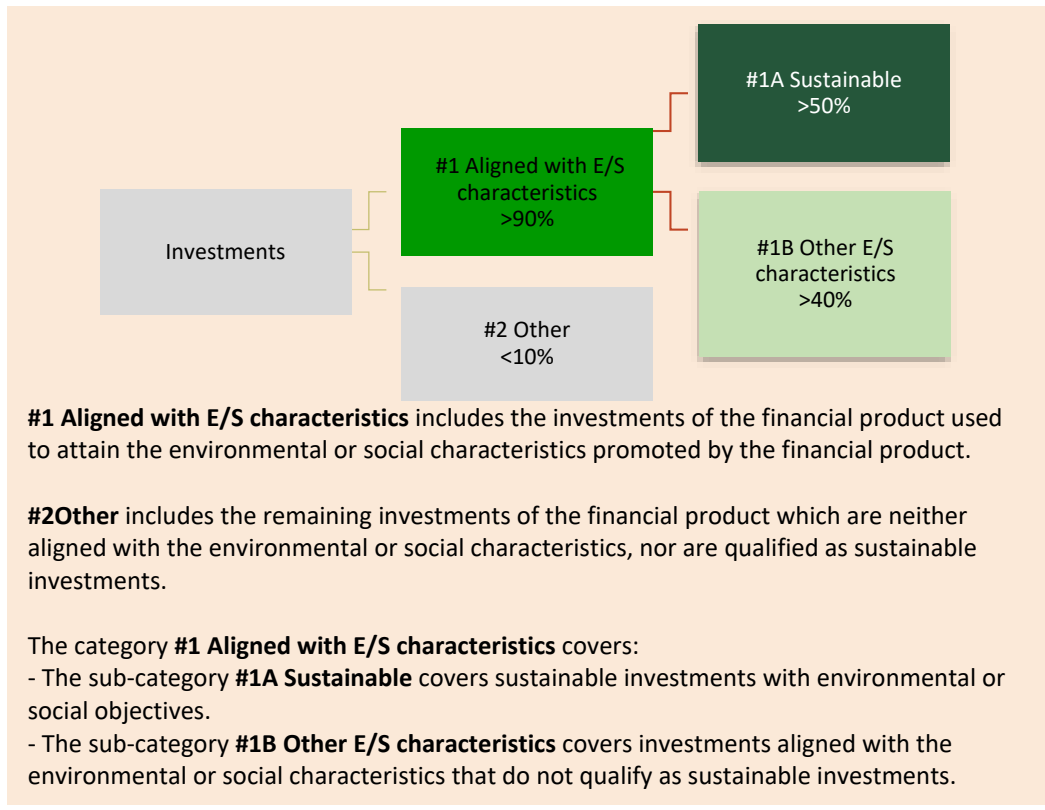 #1A Sustainable
>50%
#1 Aligned with E/S
characteristics
>90%
Investments
#1B Other E/S
characteristics
>40%
#2 Other
<10%
#1 Aligned with E/S characteristics includes the investments of the financial product used
to attain the environmental or social characteristics promoted by the financial product.
#2Other includes the remaining investments of the financial product which are neither
aligned with the environmental or social characteristics, nor are qualified as sustainable
investments.
The category #1 Aligned with E/S characteristics covers:
- The sub-category #1A Sustainable covers sustainable investments with environmental or
social objectives.
- The sub-category #1B Other E/S characteristics covers investments aligned with the
environmental or social characteristics that do not qualify as sustainable investments.